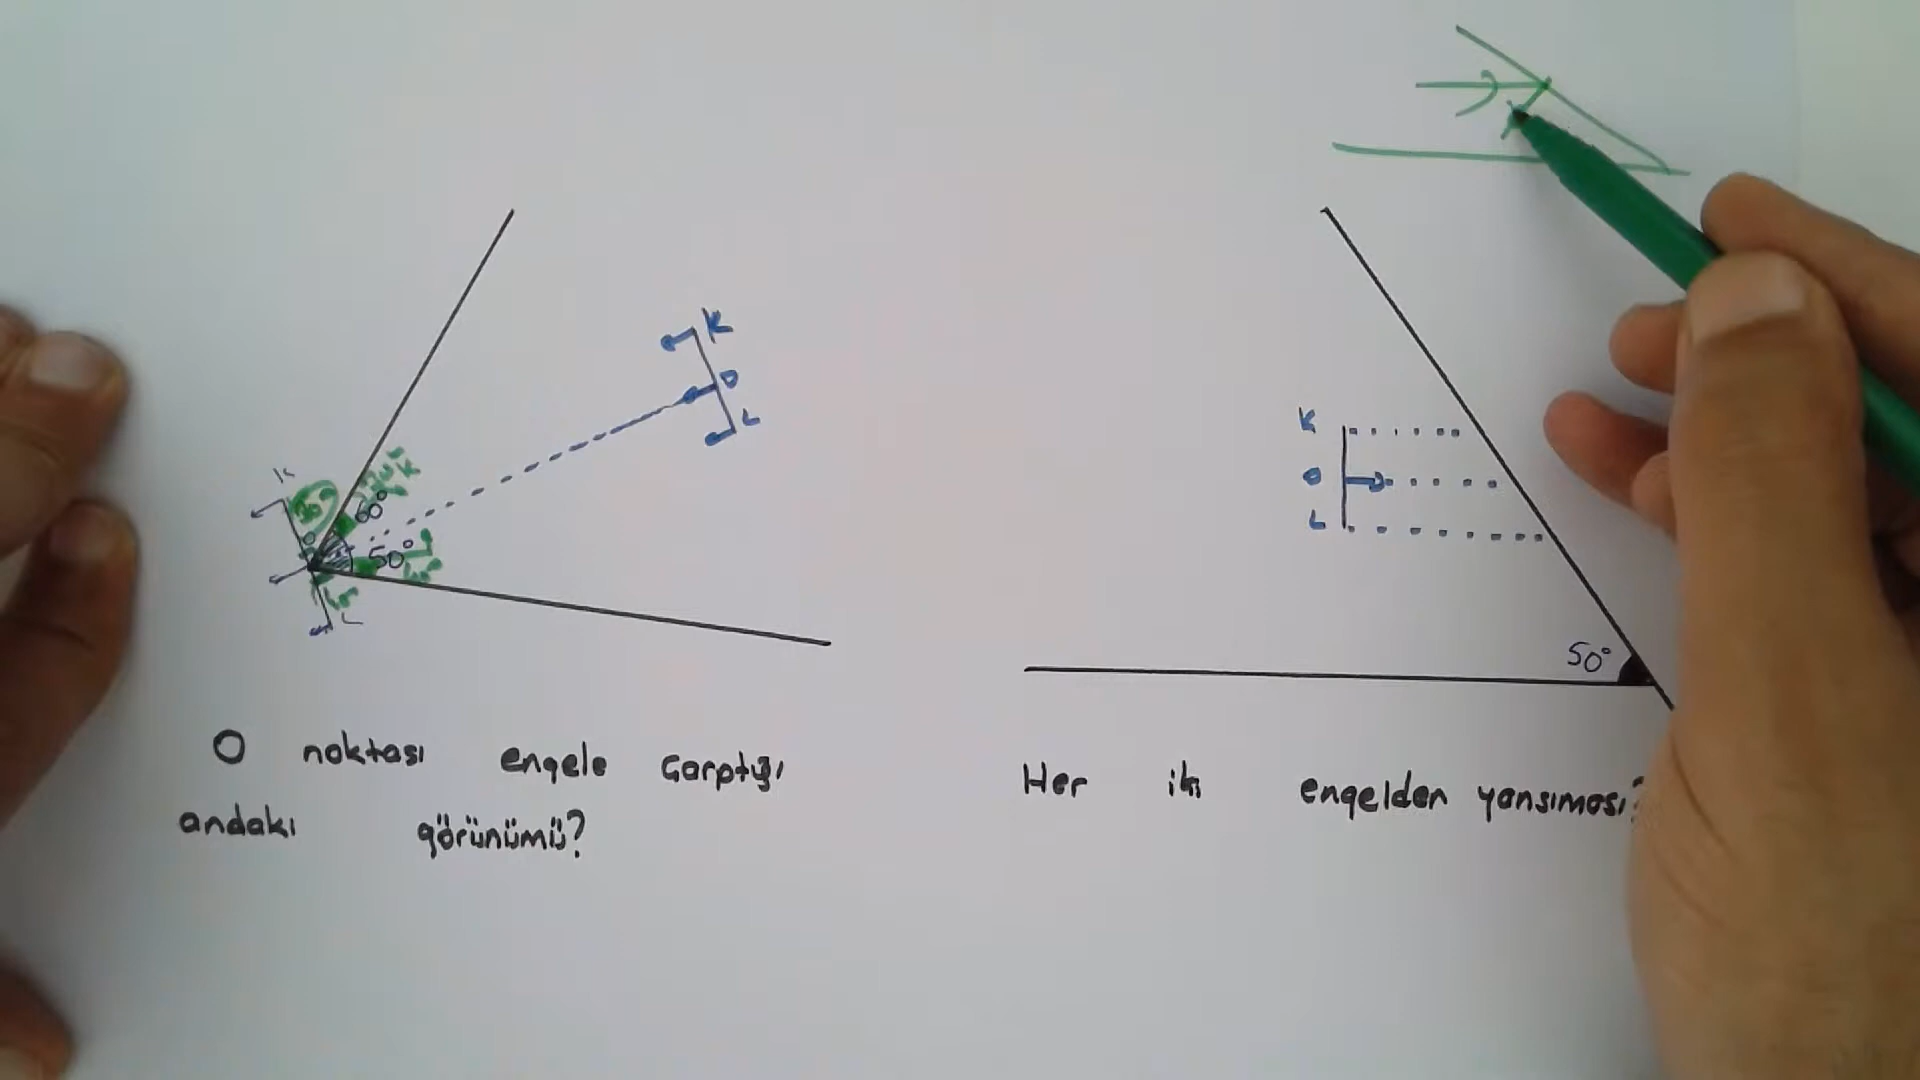 K
O
L
K
60°
50°
O
L
K
O
L
50°
O noktası engele çarptığı
andaki görünümü?
Her iki engelden yansıması?